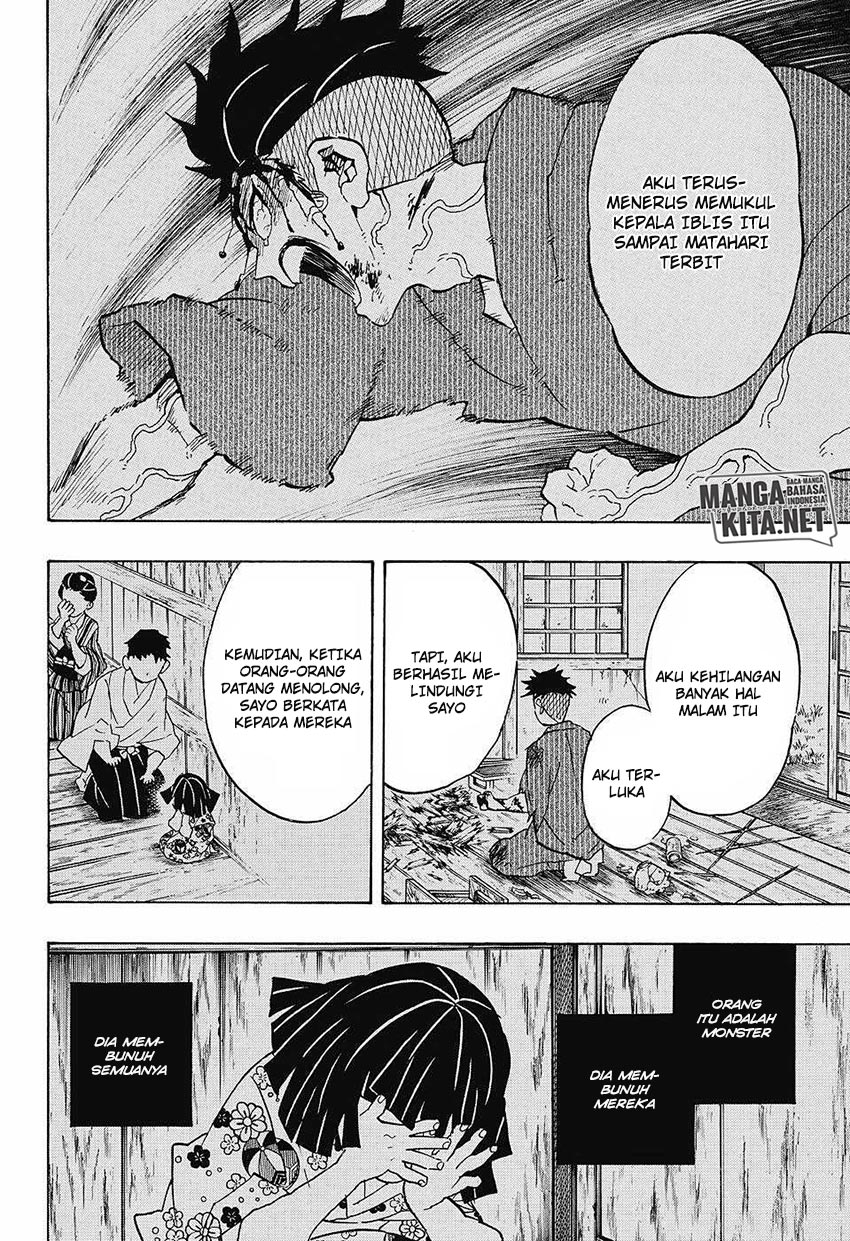 AKU TERUS-
MENERUS MEMUKUL
KEPALA IBLIS ITU
SAMPAI MATAHARI
TERBIT
MANGA
KITA.NET
BACA MANGA
BAHASA
INDONESIA
AKU KEHILANGAN
BANYAK HAL
MALAM ITU
AKU TER-
LUKA
TAPI, AKU
BERHASIL ME-
LINDUNGI
SAYO
KEMUDIAN, KETIKA
ORANG-ORANG
DATANG MENOLONG,
SAYO BERKATA
KEPADA MEREKA
ORANG
ITU ADALAH
MONSTER
DIA MEM-
BUNUH
MEREKA
DIA MEM-
BUNUH
SEMUANYA